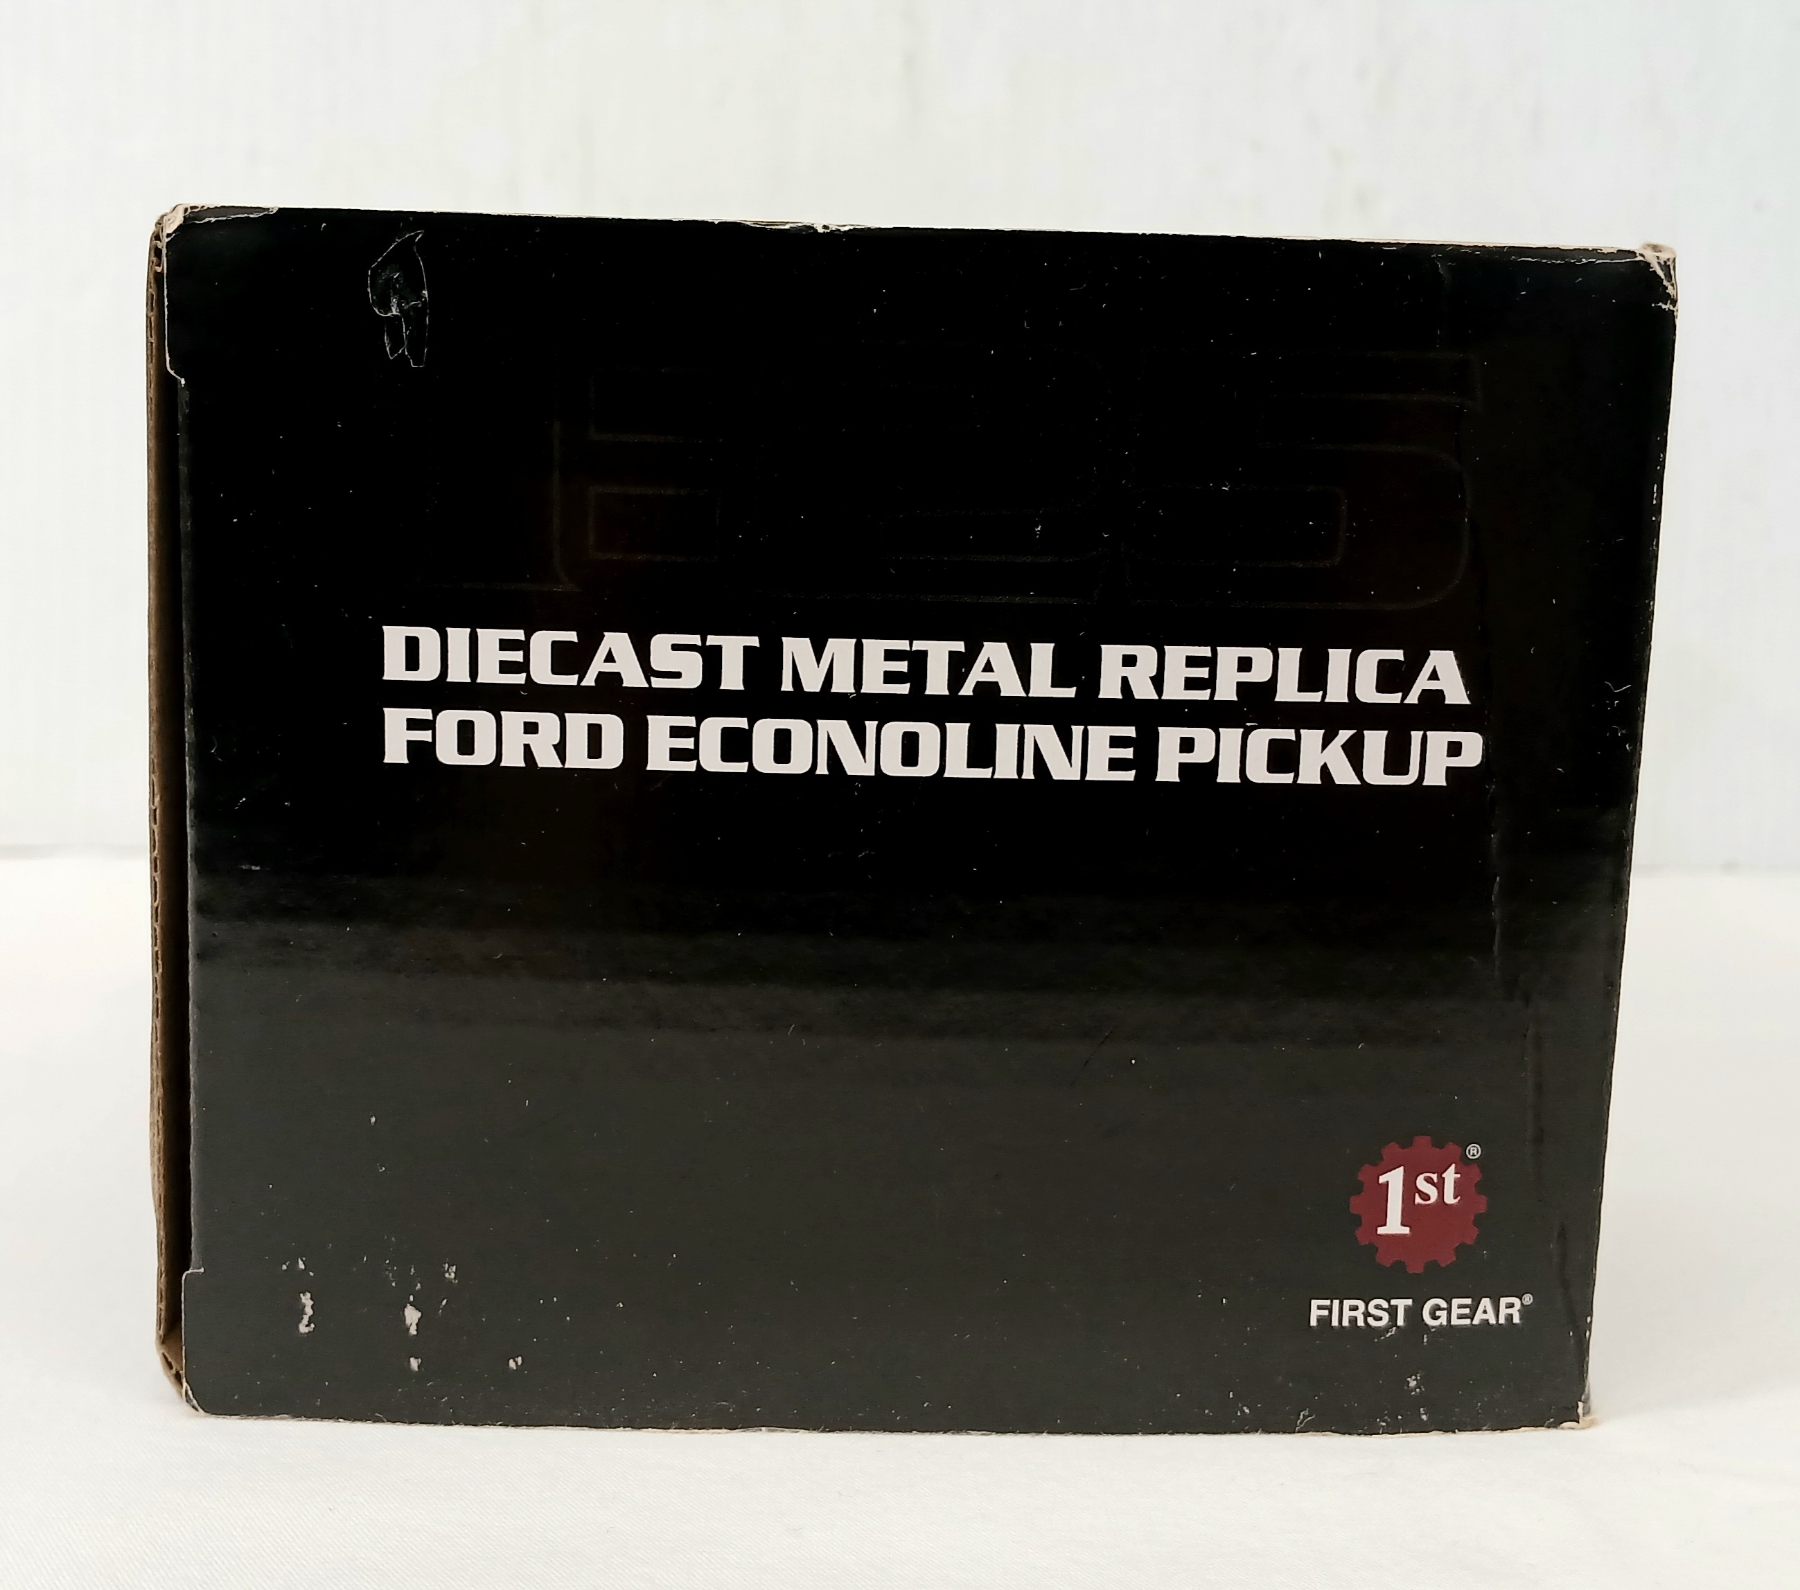 DIECAST METAL REPLICA
FORD ECONOLINE PICKUP
1st®
FIRST GEAR®